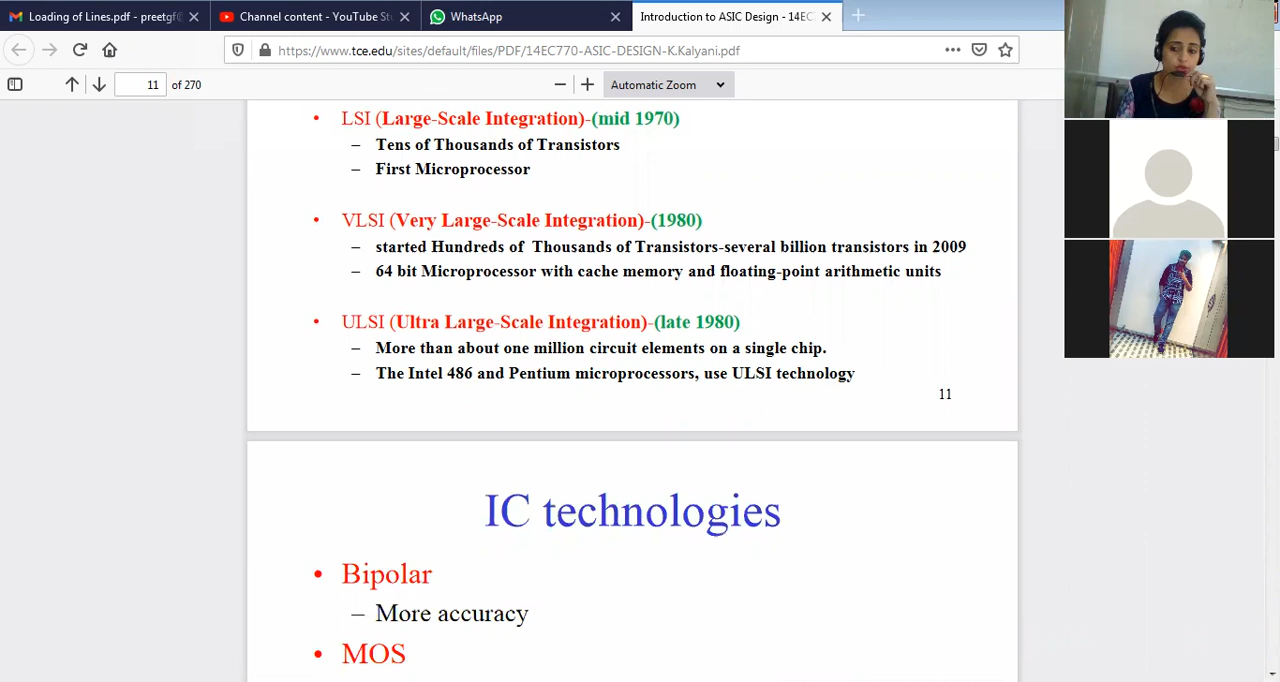 Loading of Lines.pdf - preetgf@
Channel content - YouTube St
WhatsApp
Introduction to ASIC Design - 14EC
https://www.tce.edu/sites/default/files/PDF/14EC770-ASIC-DESIGN-K.Kalyani.pdf
11 of 270
Automatic Zoom
• LSI (Large-Scale Integration)-(mid 1970)
– Tens of Thousands of Transistors
– First Microprocessor
• VLSI (Very Large-Scale Integration)-(1980)
– started Hundreds of Thousands of Transistors-several billion transistors in 2009
– 64 bit Microprocessor with cache memory and floating-point arithmetic units
• ULSI (Ultra Large-Scale Integration)-(late 1980)
– More than about one million circuit elements on a single chip.
– The Intel 486 and Pentium microprocessors, use ULSI technology
11
IC technologies
• Bipolar
– More accuracy
• MOS